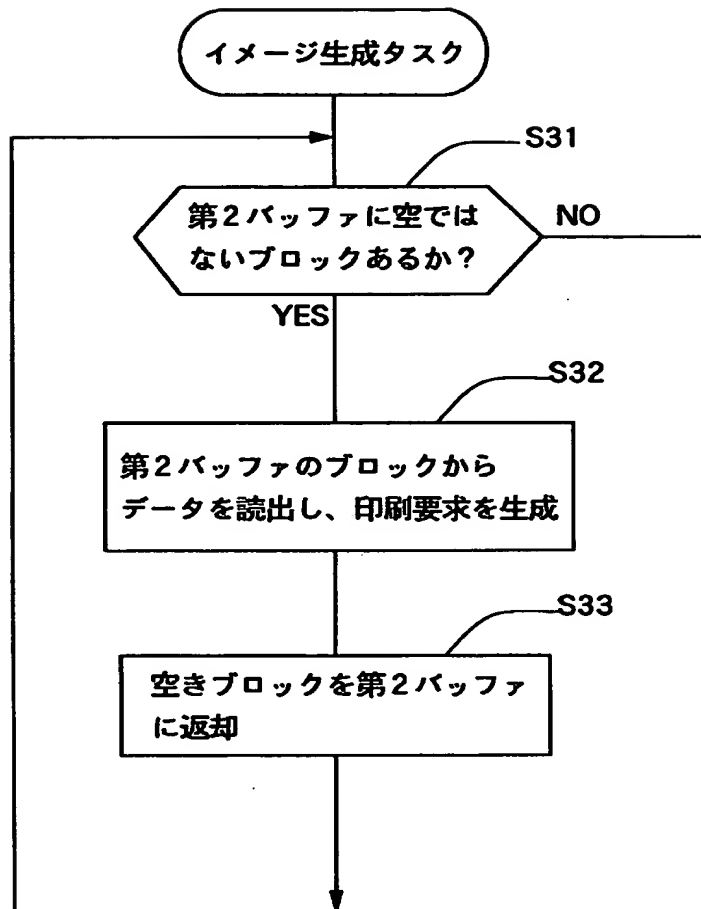 イメージ生成タスク
S31
第2バッファに空では
ないブロックあるか？
NO
YES
S32
第2バッファのブロックから
データを読出し、印刷要求を生成
S33
空きブロックを第2バッファ
に返却